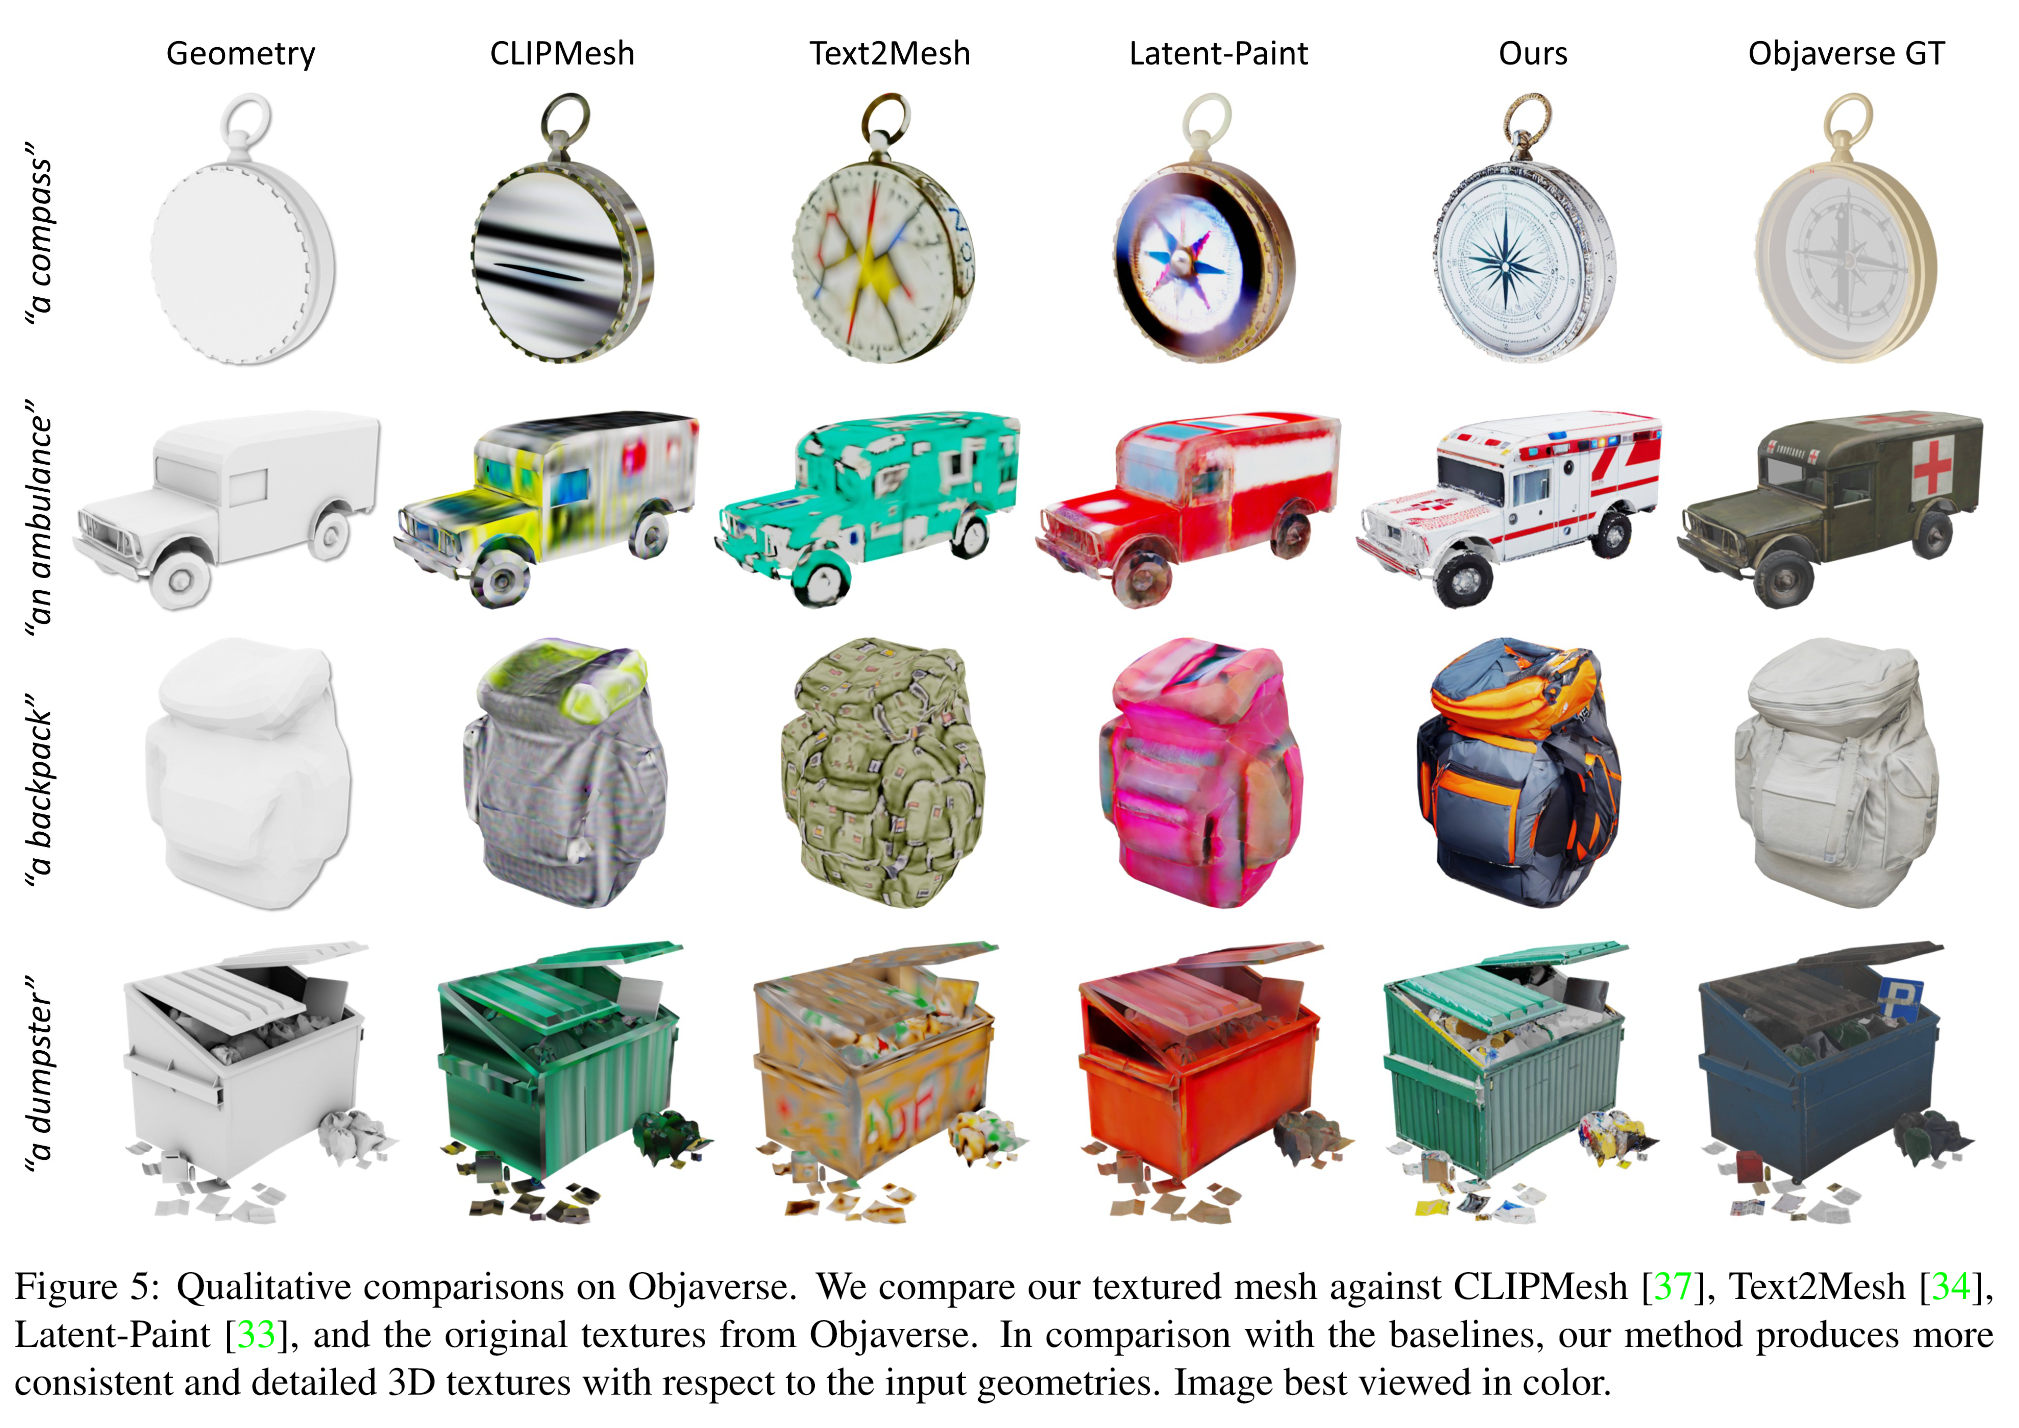 Geometry CLIPMesh Text2Mesh Latent-Paint Ours Objaverse GT
“a compass”
“an ambulance”
“a backpack”
“a dumpster”
P
Figure 5: Qualitative comparisons on Objaverse. We compare our textured mesh against CLIPMesh [37], Text2Mesh [34],
Latent-Paint [33], and the original textures from Objaverse. In comparison with the baselines, our method produces more
consistent and detailed 3D textures with respect to the input geometries. Image best viewed in color.